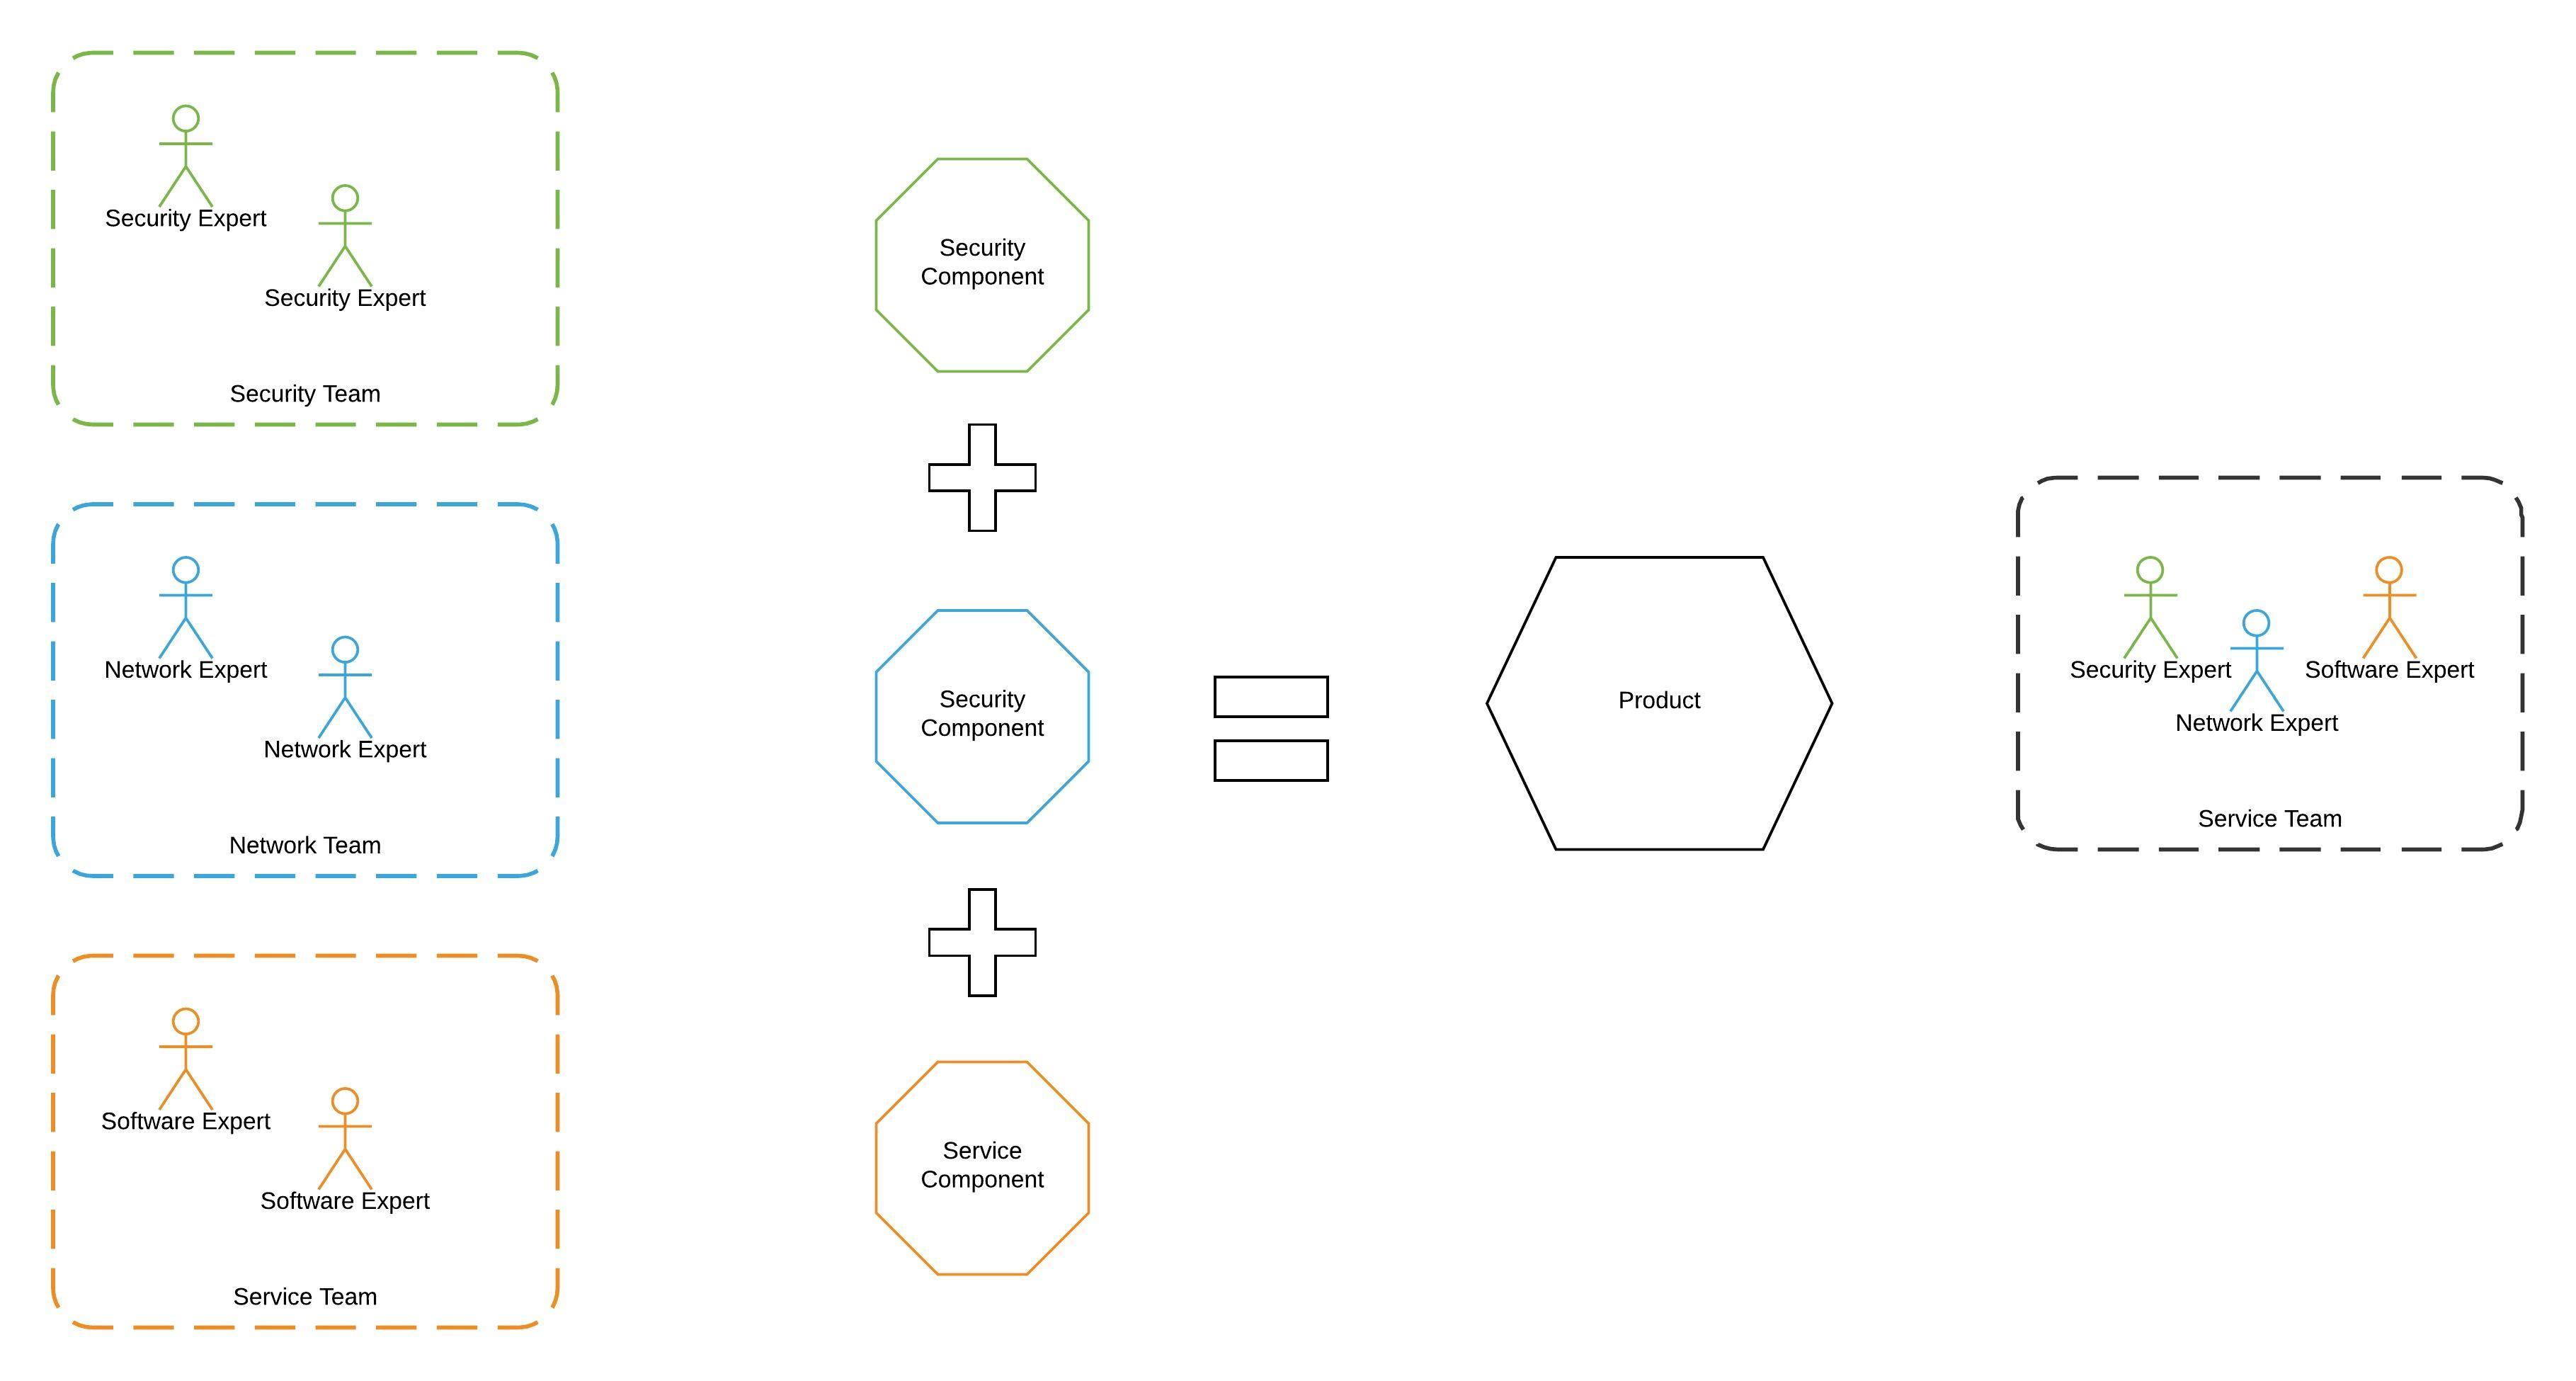 Security Expert
Security Expert
Security Team
Network Expert
Network Expert
Network Team
Software Expert
Software Expert
Service Team
Security
Component
Security
Component
Service
Component
Product
Security Expert
Software Expert
Network Expert
Service Team